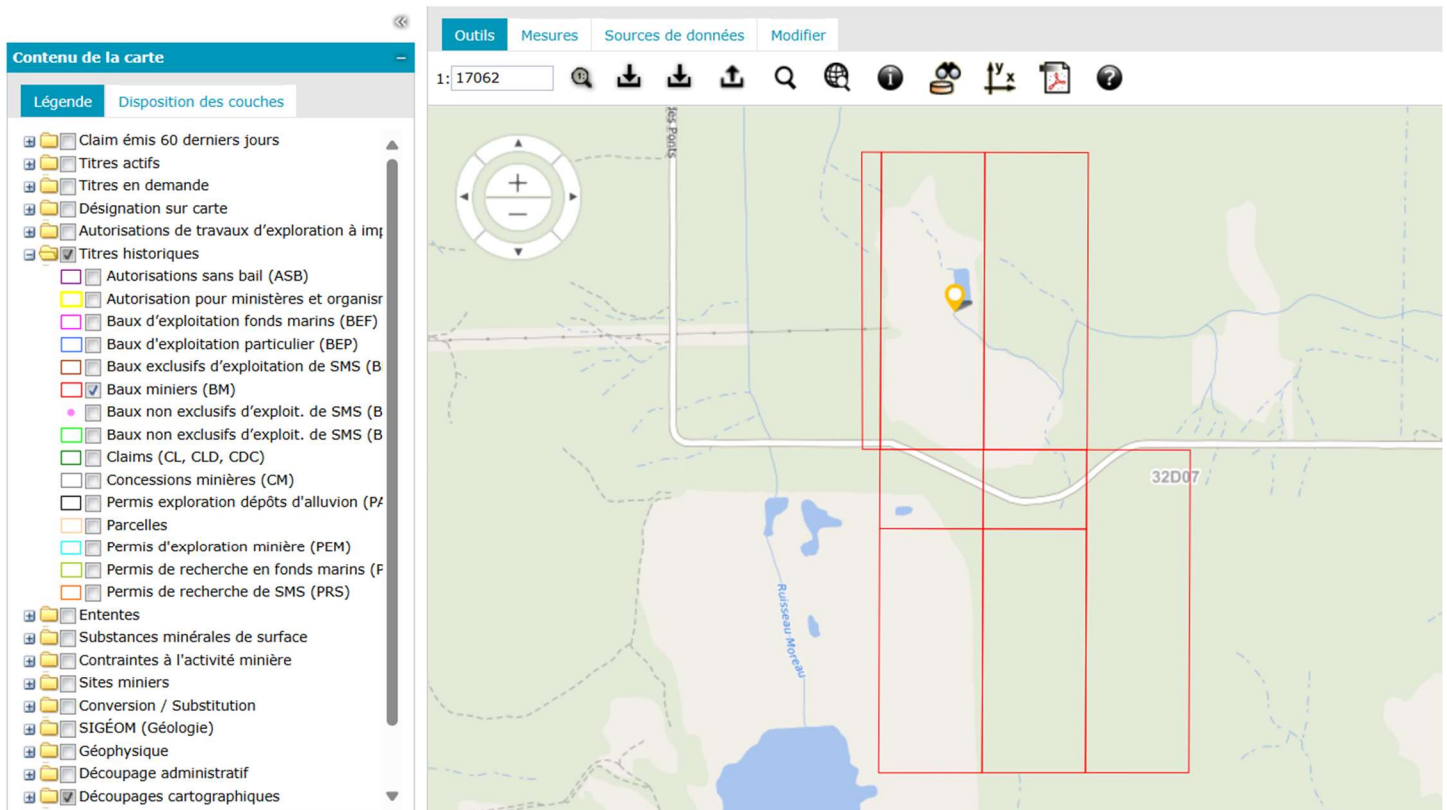 Contenu de la carte
Légende
Disposition des couches
Claim émis 60 derniers jours
Titres actifs
Titres en demande
Désignation sur carte
Autorisations de travaux d'exploration à imp
Titres historiques
Autorisations sans bail (ASB)
Autorisation pour ministères et organism
Baux d'exploitation fonds marins (BEF)
Baux d'exploitation particulier (BEP)
Baux exclusifs d'exploitation de SMS (B
Baux miniers (BM)
Baux non exclusifs d'exploit. de SMS (B
Baux non exclusifs d'exploit. de SMS (B
Claims (CL, CLD, CDC)
Concessions minières (CM)
Permis exploration dépôts d'alluvion (PA
Parcelles
Permis d'exploration minière (PEM)
Permis de recherche en fonds marins (P
Permis de recherche de SMS (PRS)
Ententes
Substances minérales de surface
Contraintes à l'activité minière
Sites miniers
Conversion / Substitution
SIGÉOM (Géologie)
Géophysique
Découpage administratif
Découpages cartographiques
Outils
Mesures
Sources de données
Modifier
1: 17062
des Ponts
32D07
Ruisseau Moreau